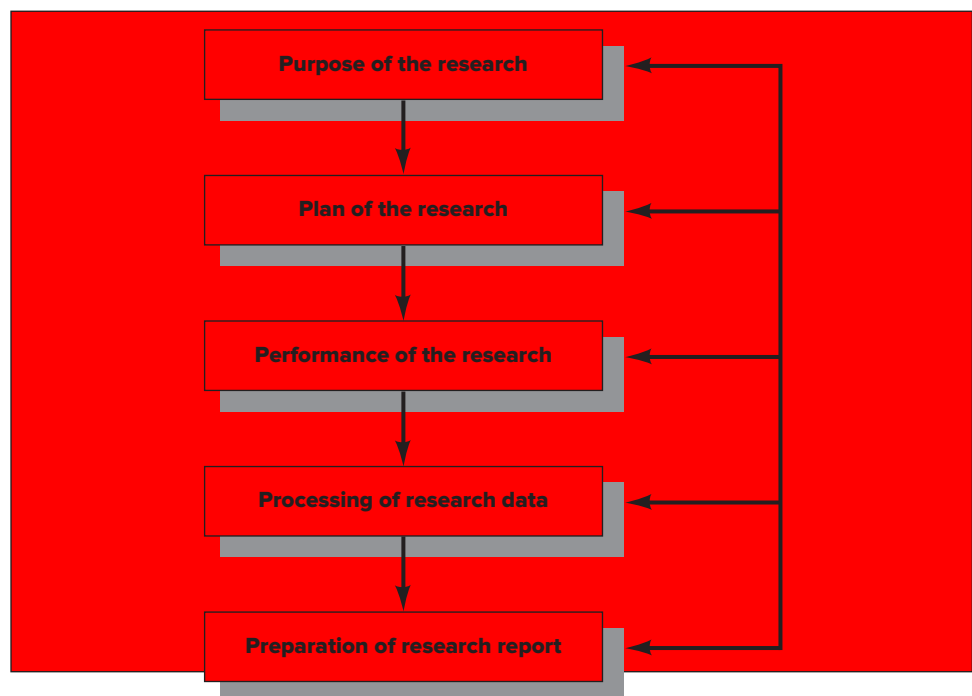 Purpose of the research
Plan of the research
Performance of the research
Processing of research data
Preparation of research report